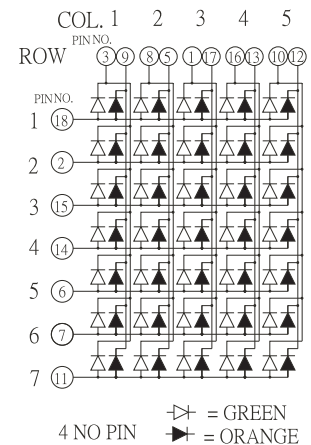 COL. 1 2 3 4 5
PIN NO.
ROW 3 9 8 5 1 17 16 13 10 12
PIN NO.
1 18
2 2
3 15
4 14
5 6
6 7
7 11
= GREEN
4 NO PIN = ORANGE